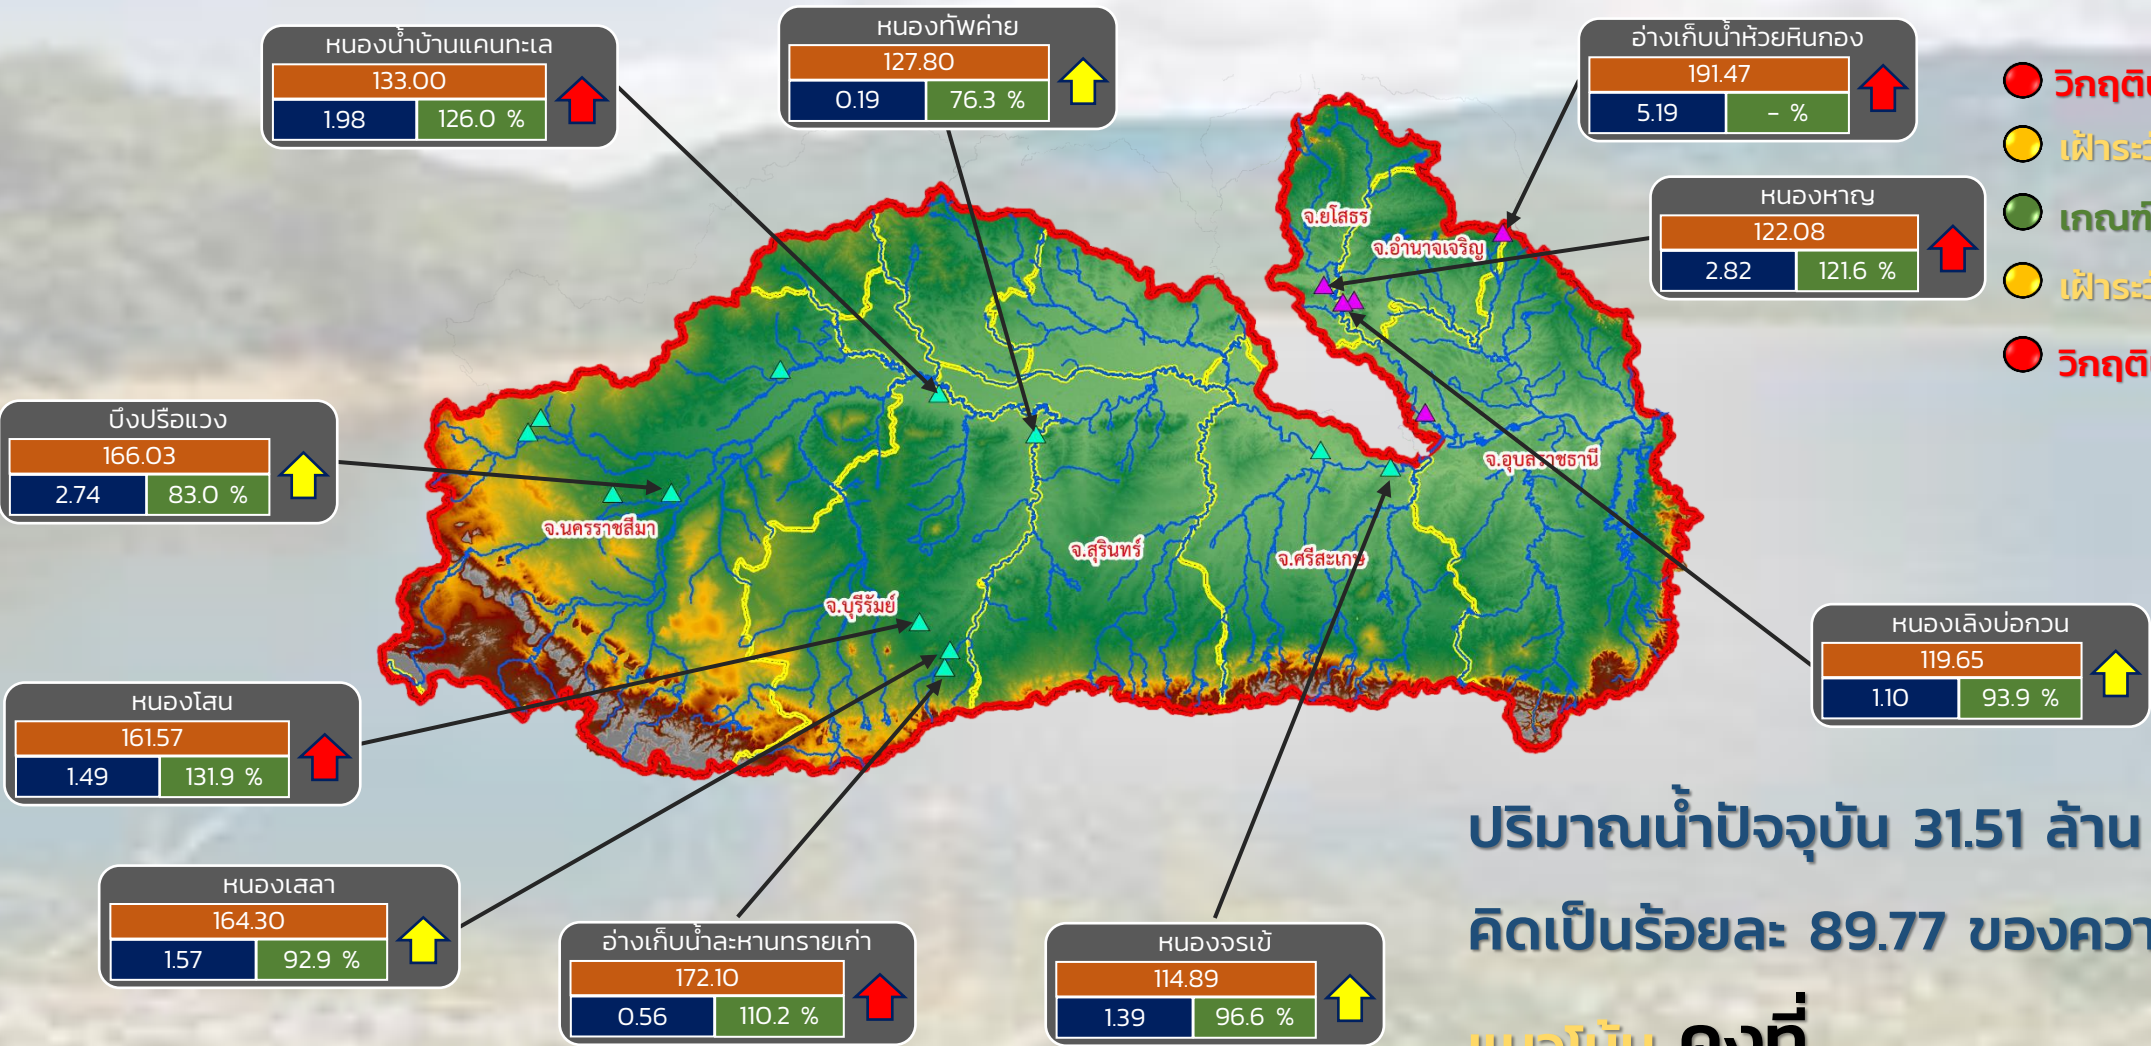 หนองน้ำบ้านแคนทะเล
133.00
1.98 126.0 %
หนองทัพค่าย
127.80
0.19 76.3 %
อ่างเก็บน้ำห้วยหินกอง
191.47
5.19 - %
หนองหาญ
122.08
2.82 121.6 %
จ.ยโสธร
จ.อำนาจเจริญ
บึงปรือแวง
166.03
2.74 83.0 %
จ.นครราชสีมา
จ.บุรีรัมย์
จ.สุรินทร์
จ.ศรีสะเกษ
จ.อุบลราชธานี
หนองเลิงบ่อกวน
119.65
1.10 93.9 %
หนองโสน
161.57
1.49 131.9 %
หนองเสลา
164.30
1.57 92.9 %
อ่างเก็บน้ำละหานทรายเก่า
172.10
0.56 110.2 %
หนองจรเข้
114.89
1.39 96.6 %
ปริมาณน้ำปัจจุบัน 31.51 ล้าน
คิดเป็นร้อยละ 89.77 ของควา
แนวโน้ม คงที่